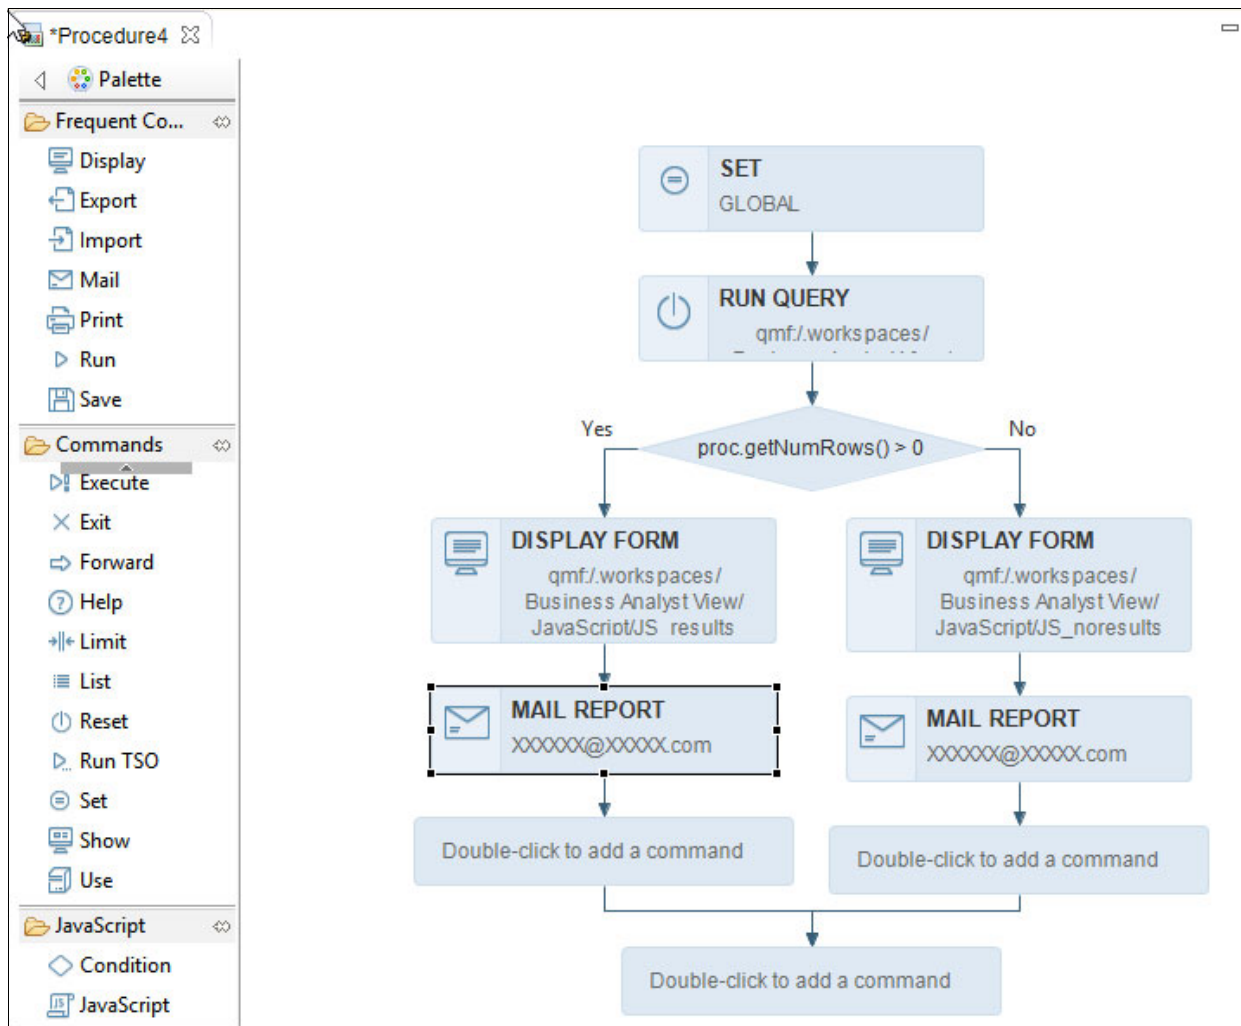 *Procedure4
Palette
Frequent Co...
Display
Export
Import
Mail
Print
Run
Save
Commands
Execute
Exit
Forward
Help
Limit
List
Reset
Run TSO
Set
Show
Use
JavaScript
Condition
JavaScript
SET
GLOBAL
RUN QUERY
qmf:/.workspaces/
Yes
proc.getNumRows() > 0
No
DISPLAY FORM
qmf:/.workspaces/
Business Analyst View/
JavaScript/JS_results
DISPLAY FORM
qmf:/.workspaces/
Business Analyst View/
JavaScript/JS_noresults
MAIL REPORT
XXXXXX@XXXXX.com
MAIL REPORT
XXXXXX@XXXXX.com
Double-click to add a command
Double-click to add a command
Double-click to add a command